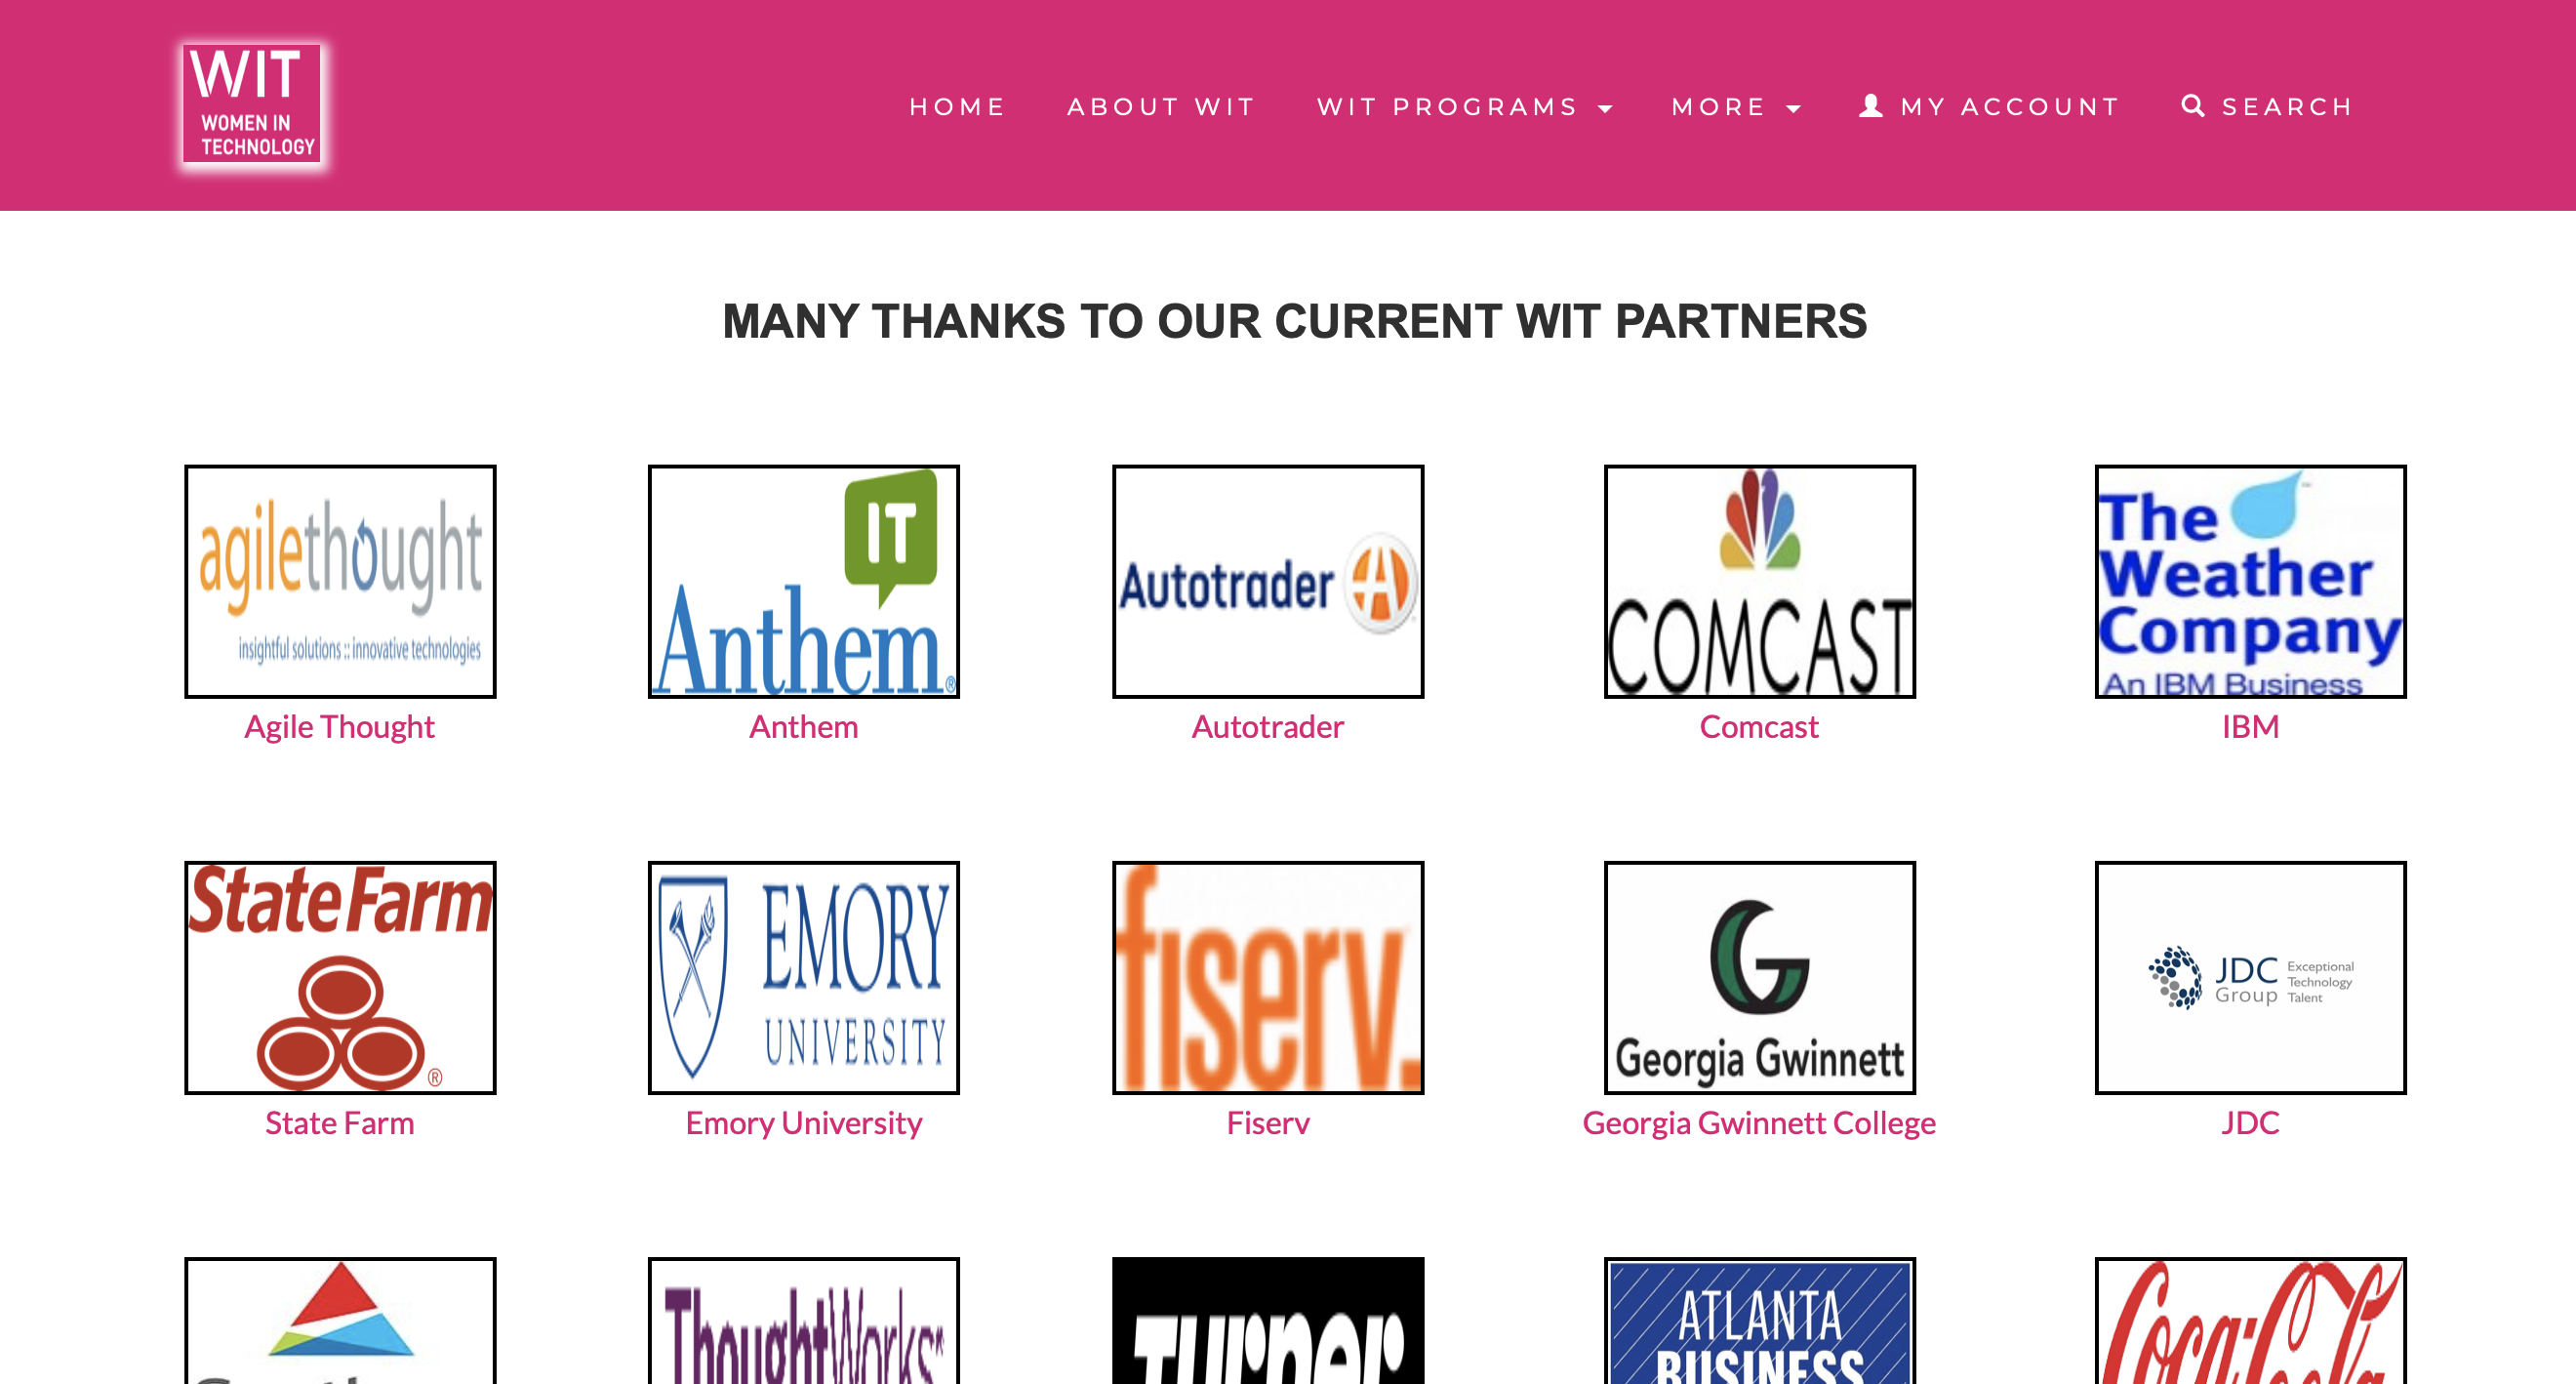 WIT
WOMEN IN
TECHNOLOGY
HOME
ABOUT WIT
WIT PROGRAMS
MORE
MY ACCOUNT
SEARCH
MANY THANKS TO OUR CURRENT WIT PARTNERS
agilethought
insightful solutions :: innovative technologies
Agile Thought
IT
Anthem®
Anthem
Autotrader
Autotrader
COMCAST
Comcast
The
Weather
Company
An IBM Business
IBM
StateFarm
®
State Farm
EMORY
UNIVERSITY
Emory University
fiserv.
Fiserv
G
Georgia Gwinnett
Georgia Gwinnett College
JDC
Group
Exceptional
Technology
Talent
JDC
ThoughtWorks
Turner
ATLANTA
BUSINESS
Coca-Cola